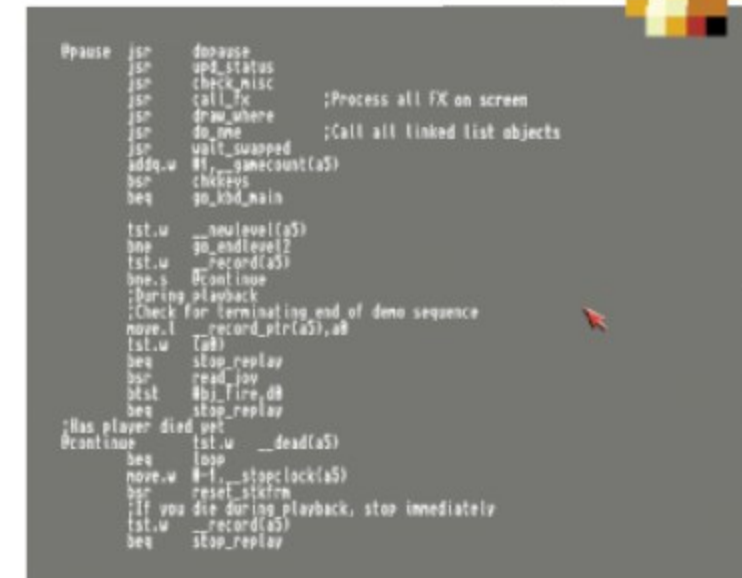 @pause jsr dopause
jsr upd_status
jsr check_misc
jsr call_fx ;Process all FX on screen
jsr draw_where
jsr do_nme ;Call all linked list objects
jsr wait_swapped
addq.w #1,__gamecount(a5)
bsr chkkeys
beq go_kbd_main
tst.w __newlevel(a5)
bne go_endlevel2
tst.w __record(a5)
bne.s @continue
;During playback
;Check for terminating end of demo sequence
move.l __record_ptr(a5),a0
tst.w (a0)
beq stop_replay
bsr read_joy
btst #bj_fire,d0
beq stop_replay
;Has player died yet
@continue tst.w __dead(a5)
beq loop
move.w #-1,__stopclock(a5)
bsr reset_stkfrm
;If you die during playback, stop immediately
tst.w __record(a5)
beq stop_replay